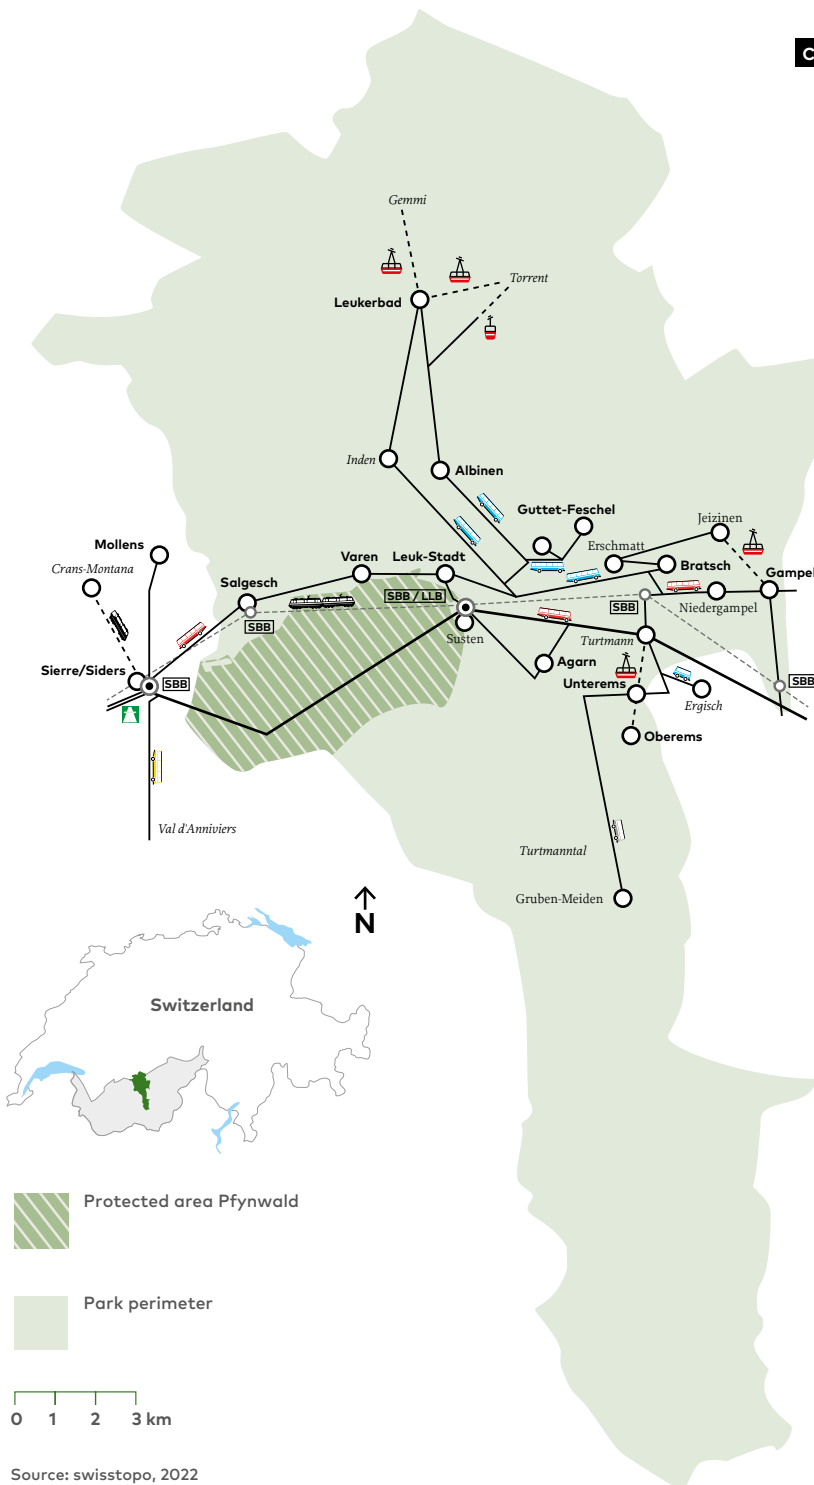 C
Gemmi
Torrent
Leukerbad
Inden
Albinen
Guttet-Feschel
Jeizinen
Erschmatt
Mollens
Crans-Montana
Varen
Leuk-Stadt
Bratsch
Gampel
Salgesch
SBB / LLB
SBB
SBB
Niedergampel
Susten
Turtmann
Agarn
Sierre/Siders
SBB
Unterems
SBB
Ergisch
Oberems
Val d'Anniviers
Turtmanntal
Gruben-Meiden
N
Switzerland
Protected area Pfynwald
Park perimeter
0 1 2 3 km
Source: swisstopo, 2022